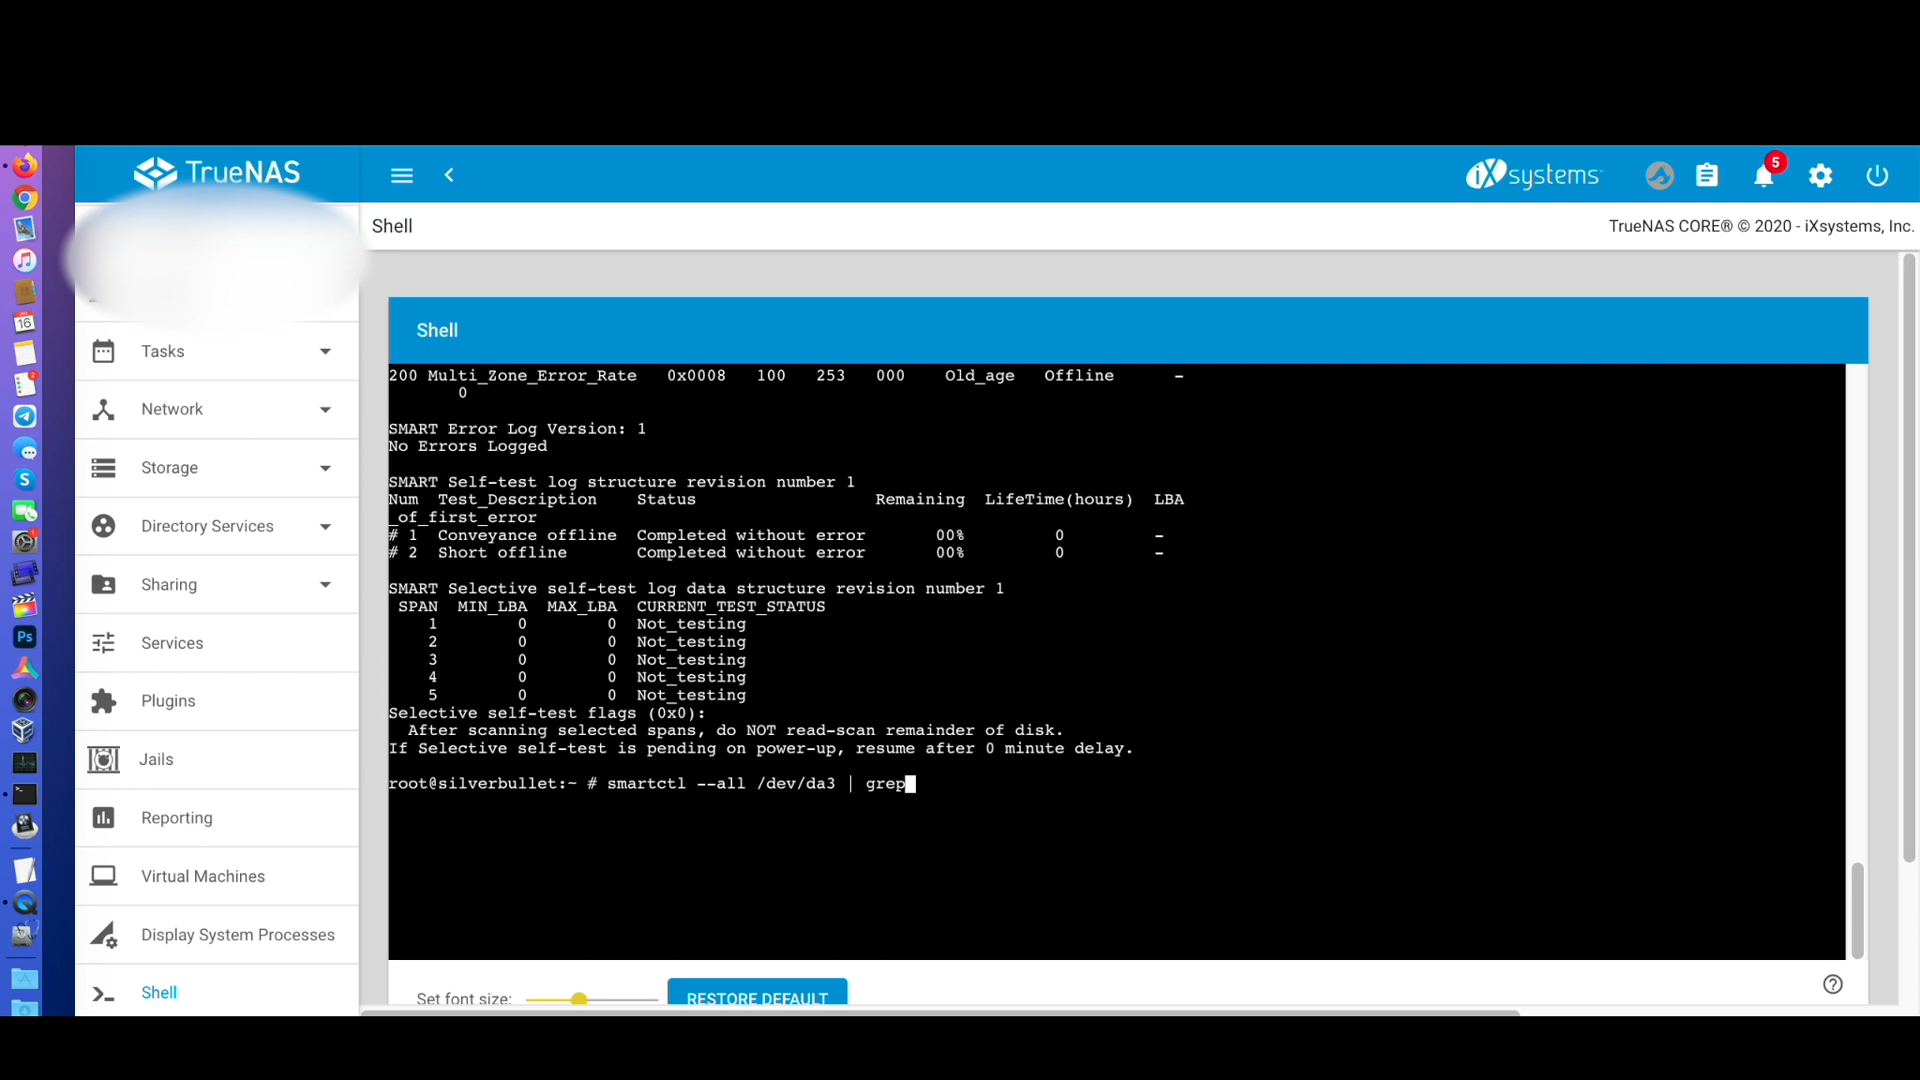 TrueNAS
iXsystems
5
Shell
TrueNAS CORE® © 2020 - iXsystems, Inc.
Tasks
Network
Storage
Directory Services
Sharing
Services
Plugins
Jails
Reporting
Virtual Machines
Display System Processes
Shell
Shell
200 Multi_Zone_Error_Rate 0x0008 100 253 000 Old_age Offline -
0
SMART Error Log Version: 1
No Errors Logged
SMART Self-test log structure revision number 1
Num Test_Description Status Remaining LifeTime(hours) LBA
_of_first_error
# 1 Conveyance offline Completed without error 00% 0 -
# 2 Short offline Completed without error 00% 0 -
SMART Selective self-test log data structure revision number 1
SPAN MIN_LBA MAX_LBA CURRENT_TEST_STATUS
1 0 0 Not_testing
2 0 0 Not_testing
3 0 0 Not_testing
4 0 0 Not_testing
5 0 0 Not_testing
Selective self-test flags (0x0):
After scanning selected spans, do NOT read-scan remainder of disk.
If Selective self-test is pending on power-up, resume after 0 minute delay.
root@silverbullet:~ # smartctl --all /dev/da3 | grep
Set font size:
RESTORE DEFAULT
16
2
S
1
Ps